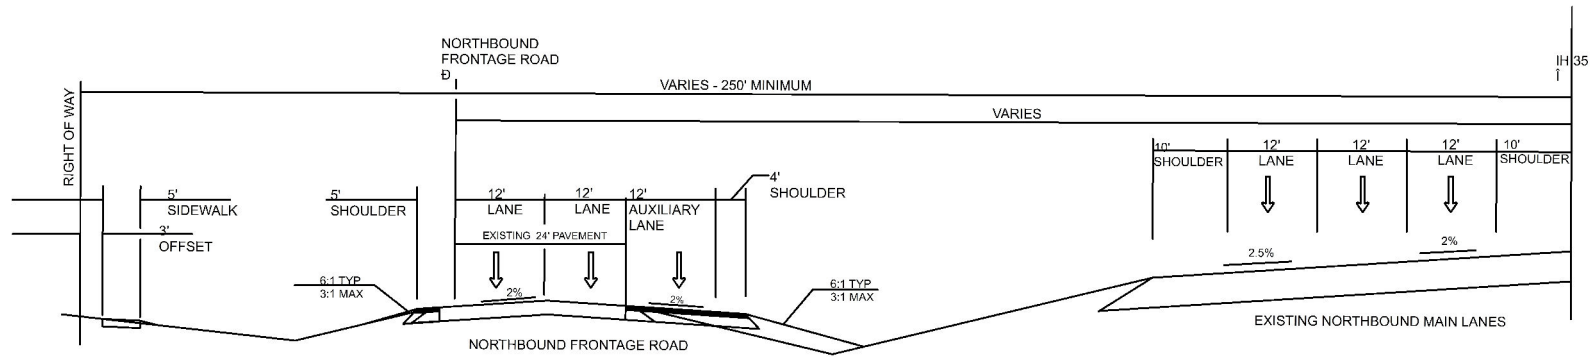 NORTHBOUND
FRONTAGE ROAD
Đ
IH 35
Î
VARIES - 250' MINIMUM
VARIES
RIGHT OF WAY
10'
SHOULDER
12'
LANE
12'
LANE
12'
LANE
10'
SHOULDER
5'
SIDEWALK
3'
OFFSET
5'
SHOULDER
12'
LANE
12'
LANE
12'
AUXILIARY
LANE
4'
SHOULDER
EXISTING 24' PAVEMENT
2.5%
2%
6:1 TYP
3:1 MAX
2%
2%
6:1 TYP
3:1 MAX
EXISTING NORTHBOUND MAIN LANES
NORTHBOUND FRONTAGE ROAD